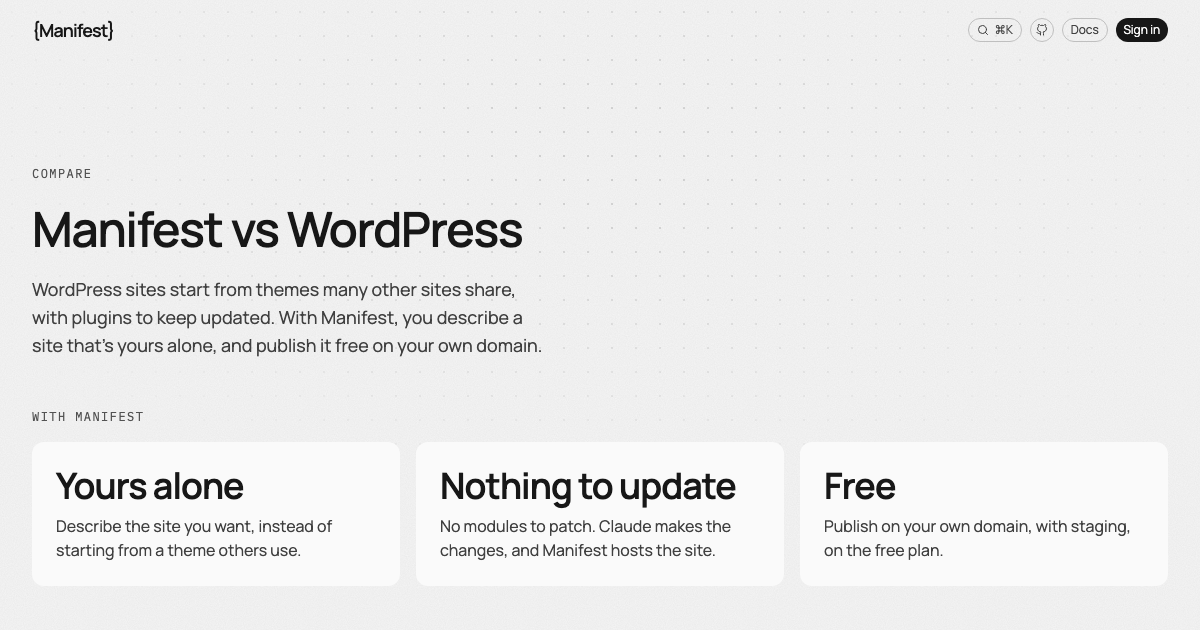 {Manifest}
⌘K
Docs
Sign in
COMPARE
Manifest vs WordPress
WordPress sites start from themes many other sites share,
with plugins to keep updated. With Manifest, you describe a
site that's yours alone, and publish it free on your own domain.
WITH MANIFEST
Yours alone
Describe the site you want, instead of
starting from a theme others use.
Nothing to update
No modules to patch. Claude makes the
changes, and Manifest hosts the site.
Free
Publish on your own domain, with staging,
on the free plan.